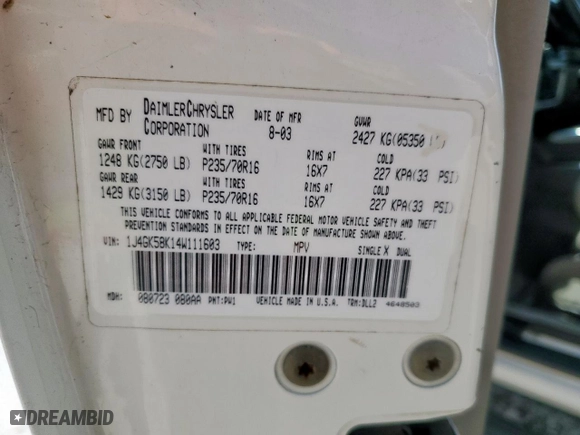 MFD BY DAIMLERCHRYSLER CORPORATION DATE OF MFR 8-03 GVWR 2427 KG(05350 L
GAWR FRONT WITH TIRES RIMS AT COLD
1248 KG(2750 LB) P235/70R16 16X7 227 KPA(33 PSI)
GAWR REAR WITH TIRES RIMS AT COLD
1429 KG(3150 LB) P235/70R16 16X7 227 KPA(33 PSI)
THIS VEHICLE CONFORMS TO ALL APPLICABLE FEDERAL MOTOR VEHICLE SAFETY AND THEFT
PREVENTION STANDARDS IN EFFECT ON THE DATE OF MANUFACTURE SHOWN ABOVE.
VIN: 1J4GK58K14W111603 TYPE: MPV SINGLE X DUAL
MDH: 080723 080AA PNT:PW1 VEHICLE MADE IN U.S.A. TRM:DLL2 4648503
DREAMBID